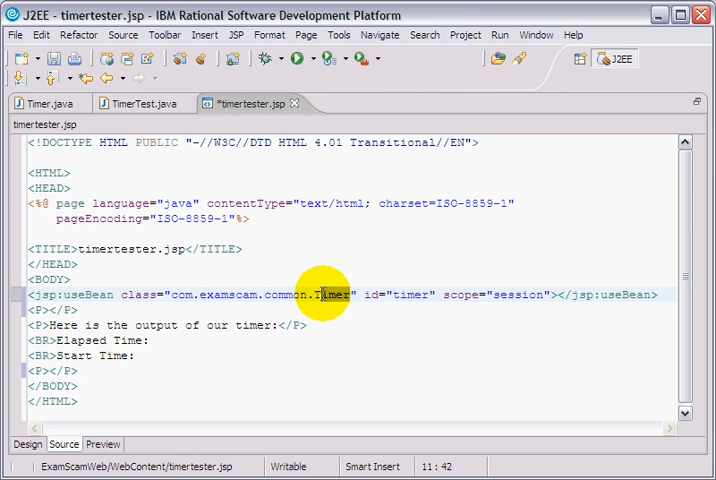 J2EE - timertester.jsp - IBM Rational Software Development Platform
File Edit Refactor Source Toolbar Insert JSP Format Page Tools Navigate Search Project Run Window Help
J2EE
Timer.java TimerTest.java *timertester.jsp
timertester.jsp
<!DOCTYPE HTML PUBLIC "-//W3C//DTD HTML 4.01 Transitional//EN">
<HTML>
<HEAD>
<%@ page language="java" contentType="text/html; charset=ISO-8859-1"
pageEncoding="ISO-8859-1"%>
<TITLE>timertester.jsp</TITLE>
</HEAD>
<BODY>
<jsp:useBean class="com.examscam.common.Timer" id="timer" scope="session"></jsp:useBean>
<P></P>
<P>Here is the output of our timer:</P>
<BR>Elapsed Time:
<BR>Start Time:
<P></P>
</BODY>
</HTML>
Design Source Preview
ExamScamWeb/WebContent/timertester.jsp Writable Smart Insert 11 : 42